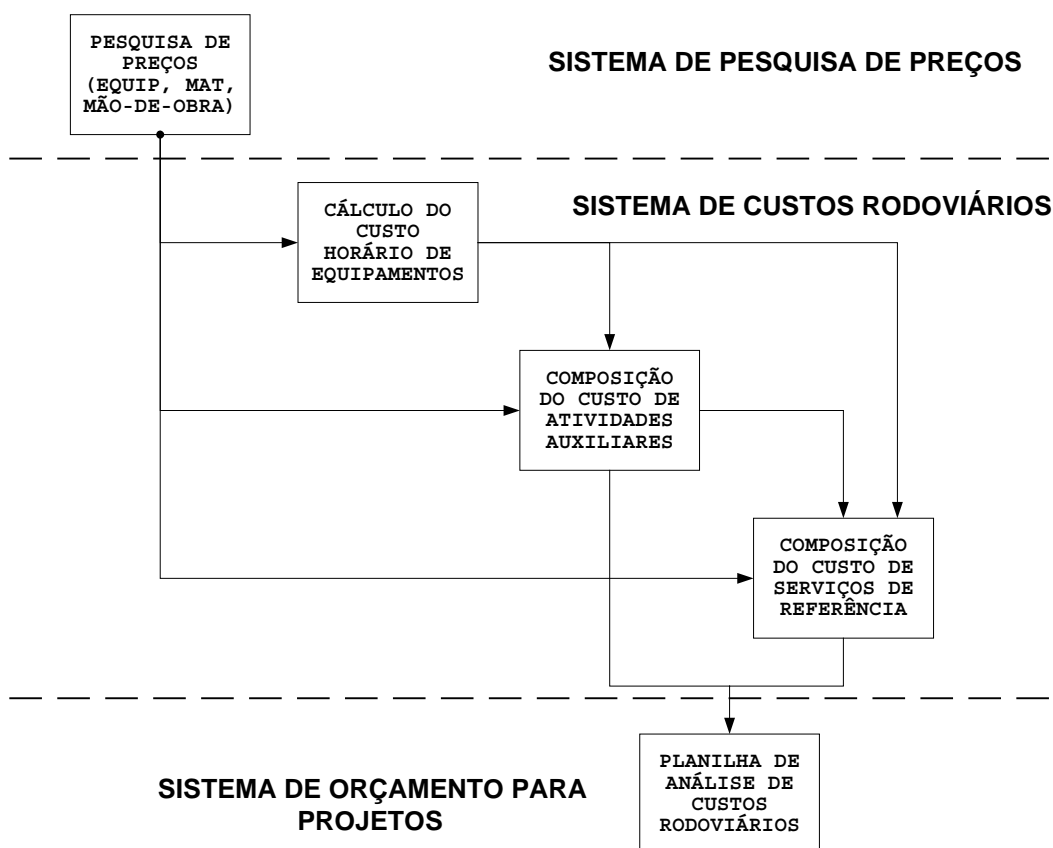 PESQUISA DE
PREÇOS
(EQUIP, MAT,
MÃO-DE-OBRA)
SISTEMA DE PESQUISA DE PREÇOS
CÁLCULO DO
CUSTO
HORÁRIO DE
EQUIPAMENTOS
SISTEMA DE CUSTOS RODOVIÁRIOS
COMPOSIÇÃO
DO CUSTO DE
ATIVIDADES
AUXILIARES
COMPOSIÇÃO
DO CUSTO DE
SERVIÇOS DE
REFERÊNCIA
SISTEMA DE ORÇAMENTO PARA
PROJETOS
PLANILHA DE
ANÁLISE DE
CUSTOS
RODOVIÁRIOS